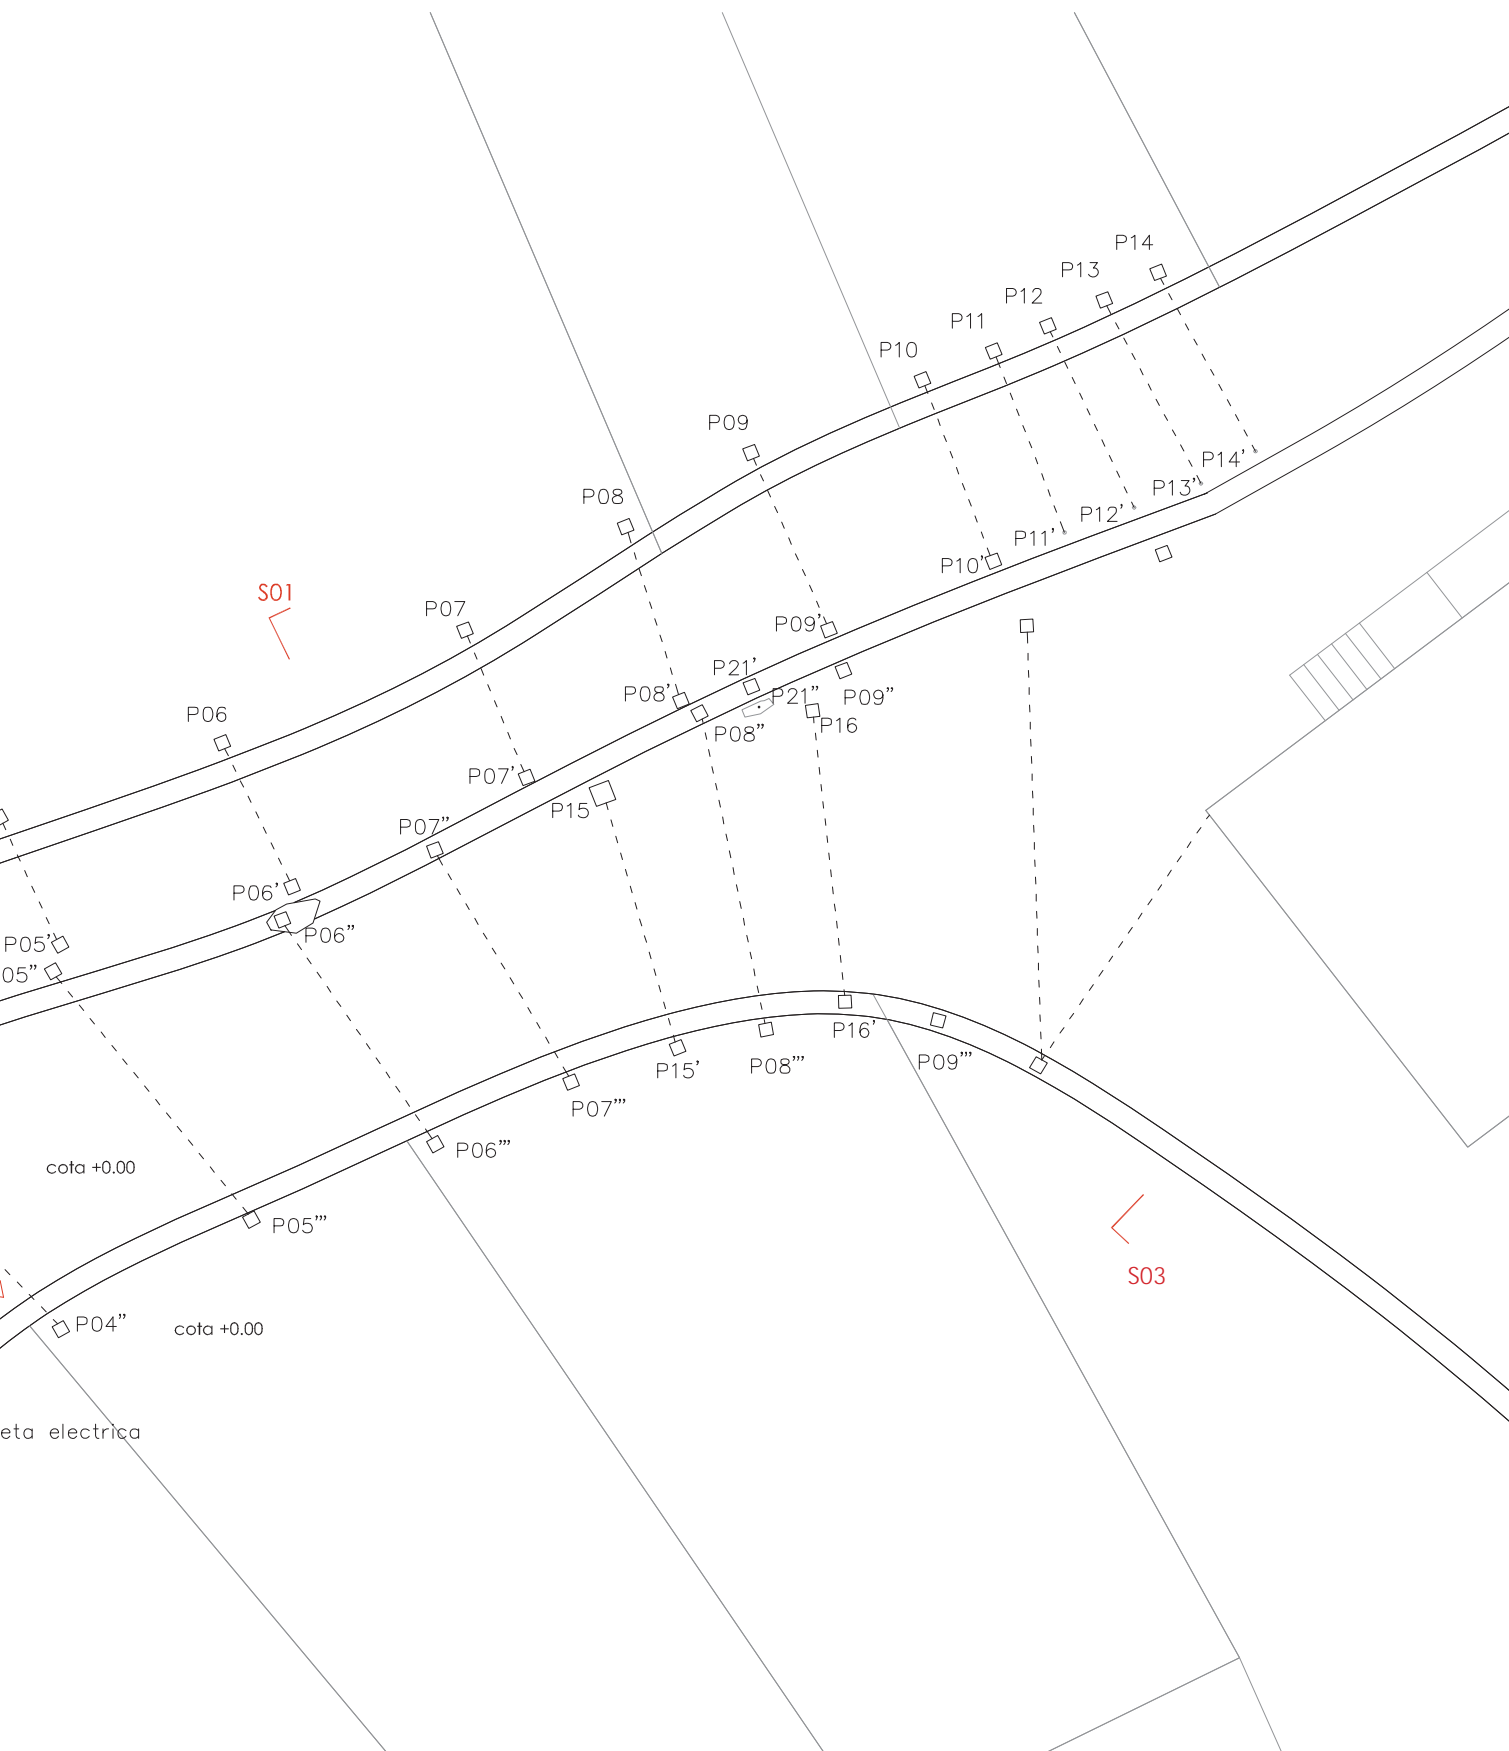 P14
P13
P12
P11
P10
P09
P14'
P13'
P08
P12'
P11'
P10'
S01
P07
P09'
P21'
P08'
P21"
P09"
P06
P16
P08"
P07'
P15
P07"
P06'
P06"
P05'
05"
P16'
P09"'
P08"'
P15'
P07"'
P06"'
cota +0.00
P05"'
S03
P04"
cota +0.00
eta electrica